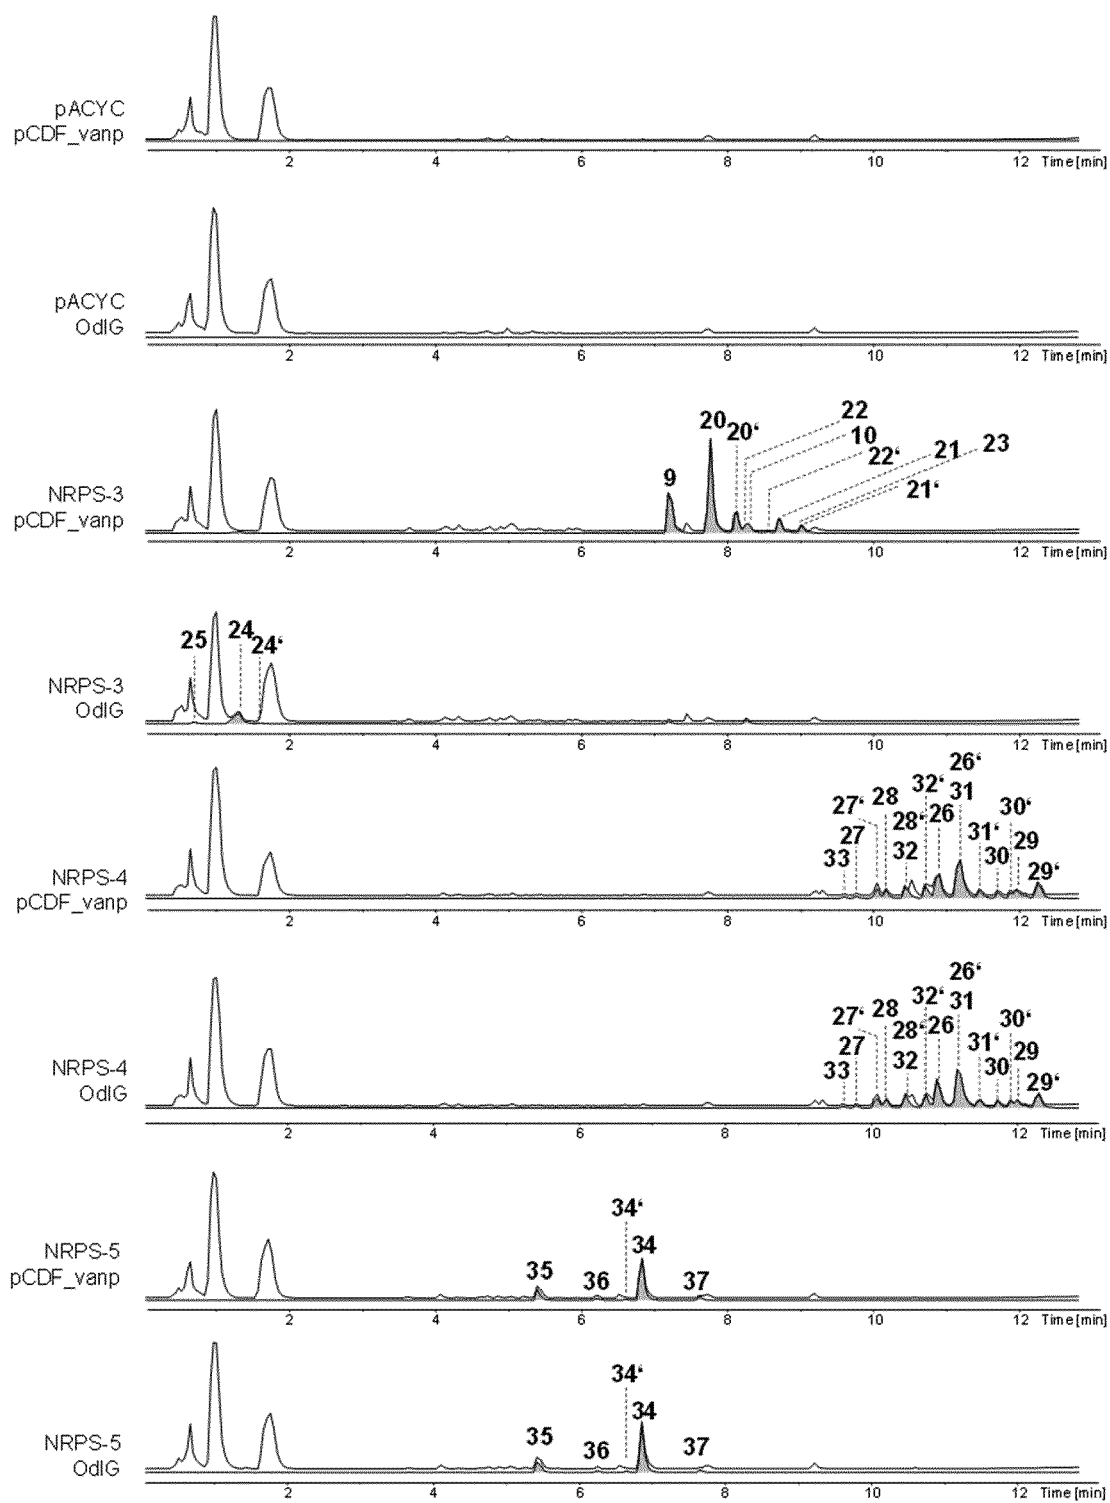 pACYC
pCDF_vanp
2 4 6 8 10 12 Time[min]
pACYC
OdlG
2 4 6 8 10 12 Time[min]
22
20 20‘ 10 23
22‘ 21
9 21‘
NRPS-3
pCDF_vanp
2 4 6 8 10 12 Time[min]
25 24 24‘
NRPS-3
OdlG
2 4 6 8 10 12 Time[min]
26‘
32‘ 31
27‘ 28 30‘
28‘ 26
27 31‘ 29
33 32 30
29‘
NRPS-4
pCDF_vanp
2 4 6 8 10 12 Time[min]
26‘
32‘ 31
27‘ 28 30‘
28‘ 26
27 31‘ 29
33 32 30
29‘
NRPS-4
OdlG
2 4 6 8 10 12 Time[min]
34‘
34
35 36 37
NRPS-5
pCDF_vanp
2 4 6 8 10 12 Time[min]
34‘
34
35 36 37
NRPS-5
OdlG
2 4 6 8 10 12 Time[min]